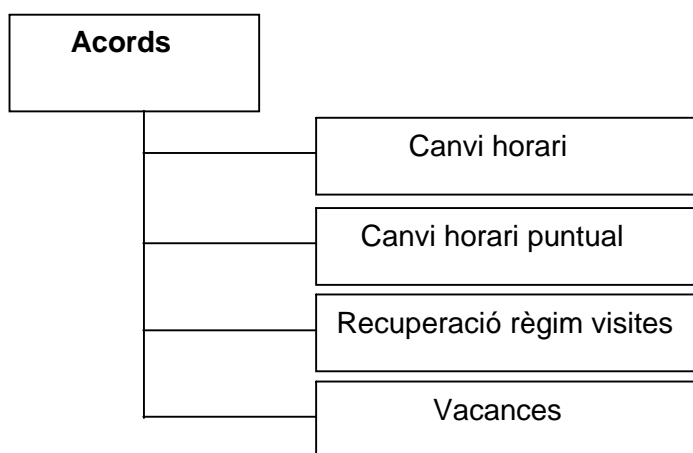 Acords
Canvi horari
Canvi horari puntual
Recuperació règim visites
Vacances